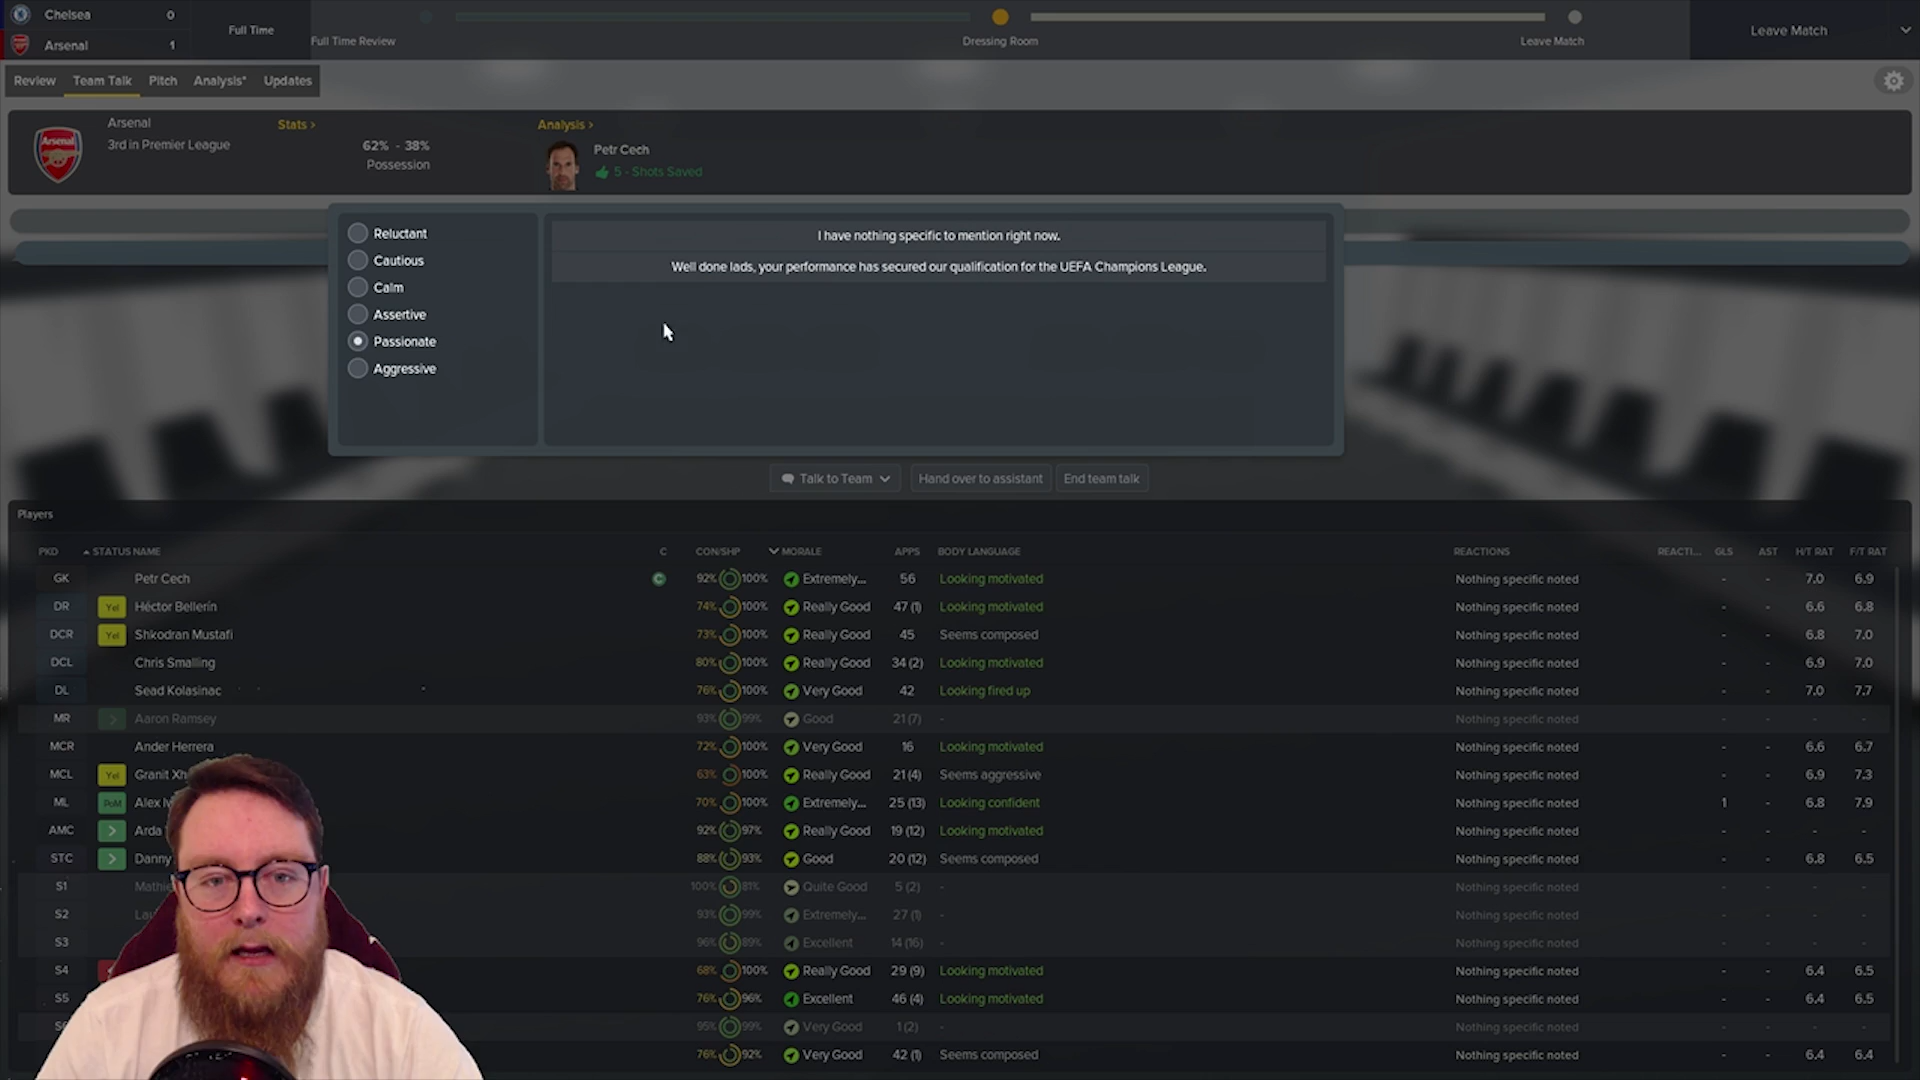 Chelsea 0
Arsenal 1
Full Time
Full Time Review
Dressing Room
Leave Match
Leave Match
Review Team Talk Pitch Analysis* Updates
Arsenal
3rd in Premier League
Stats >
62% - 38%
Possession
Analysis >
Petr Cech
5 - Shots Saved
Reluctant
Cautious
Calm
Assertive
Passionate
Aggressive
I have nothing specific to mention right now.
Well done lads, your performance has secured our qualification for the UEFA Champions League.
Talk to Team Hand over to assistant End team talk
Players
PKD STATUS NAME C CON/SHP MORALE APPS BODY LANGUAGE REACTIONS REACTI... GLS AST H/T RAT F/T RAT
GK Petr Cech C 92% 100% Extremely... 56 Looking motivated Nothing specific noted - - 7.0 6.9
DR Yel Héctor Bellerín 74% 100% Really Good 47 (1) Looking motivated Nothing specific noted - - 6.6 6.8
DCR Yel Shkodran Mustafi 73% 100% Really Good 45 Seems composed Nothing specific noted - - 6.8 7.0
DCL Chris Smalling 80% 100% Really Good 34 (2) Looking motivated Nothing specific noted - - 6.9 7.0
DL Sead Kolasinac 76% 100% Very Good 42 Looking fired up Nothing specific noted - - 7.0 7.7
MR Aaron Ramsey 93% 99% Good 21 (7) - Nothing specific noted - - - -
MCR Ander Herrera 72% 100% Very Good 16 Looking motivated Nothing specific noted - - 6.6 6.7
MCL Yel Granit 63% 100% Really Good 21 (4) Seems aggressive Nothing specific noted - - 6.9 7.3
ML PoM Alex 70% 100% Extremely... 25 (13) Looking confident Nothing specific noted 1 - 6.8 7.9
AMC Arda 92% 97% Really Good 19 (12) Looking motivated Nothing specific noted - - - -
STC Danny 88% 93% Good 20 (12) Seems composed Nothing specific noted - - 6.8 6.5
S1 100% 81% Quite Good 5 (2) - Nothing specific noted - - - -
S2 93% 99% Extremely... 27 (1) - Nothing specific noted - - - -
S3 96% 89% Excellent 14 (16) - Nothing specific noted - - - -
S4 68% 100% Really Good 29 (9) Looking motivated Nothing specific noted - - 6.4 6.5
S5 76% 96% Excellent 46 (4) Looking motivated Nothing specific noted - - 6.4 6.5
95% 99% Very Good 1 (2) - Nothing specific noted - - - -
76% 92% Very Good 42 (1) Seems composed Nothing specific noted - - 6.4 6.4